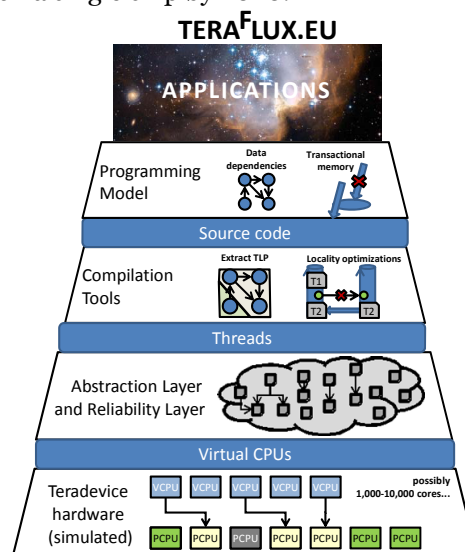 TERAFLUX.EU
APPLICATIONS
Programming
Model
Data
dependencies
Transactional
memory
Source code
Compilation
Tools
Extract TLP
Locality optimizations
T1
T2
T2
Threads
Abstraction Layer
and Reliability Layer
Virtual CPUs
Teradevice
hardware
(simulated)
VCPU VCPU VCPU VCPU VCPU
possibly
1,000-10,000 cores...
PCPU PCPU PCPU PCPU PCPU PCPU PCPU